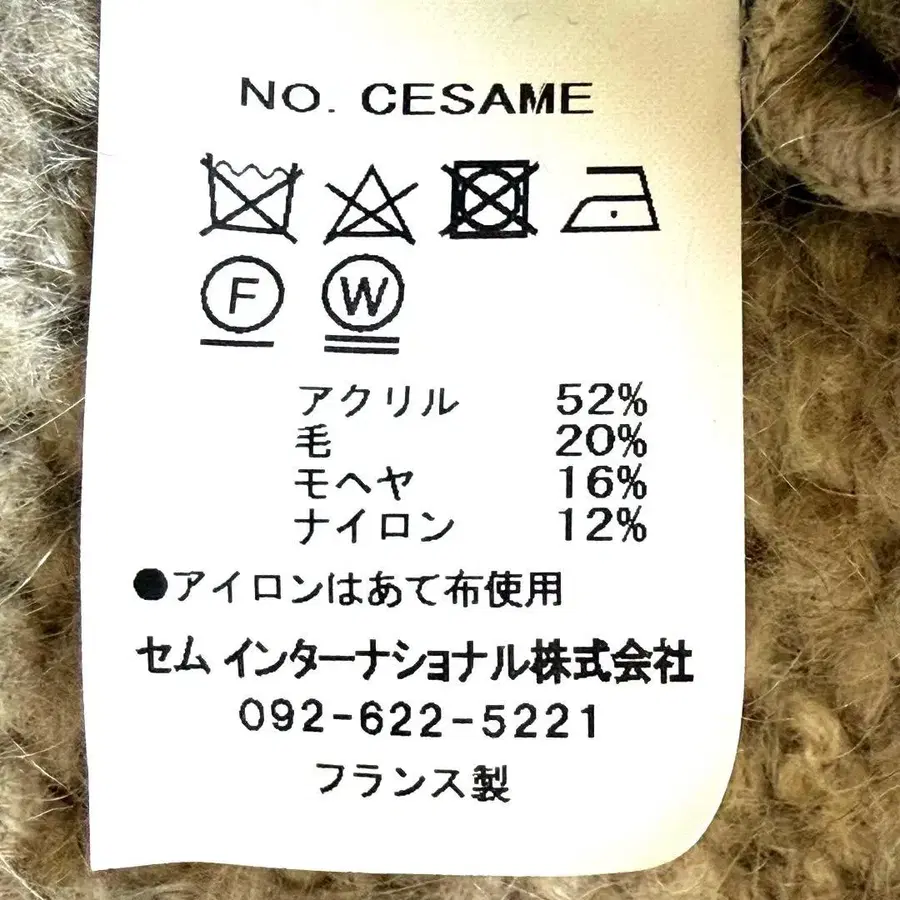 NO. CESAME
F W
アクリル 52%
毛 20%
モヘヤ 16%
ナイロン 12%
●アイロンはあて布使用
セム インターナショナル株式会社
092-622-5221
フランス製